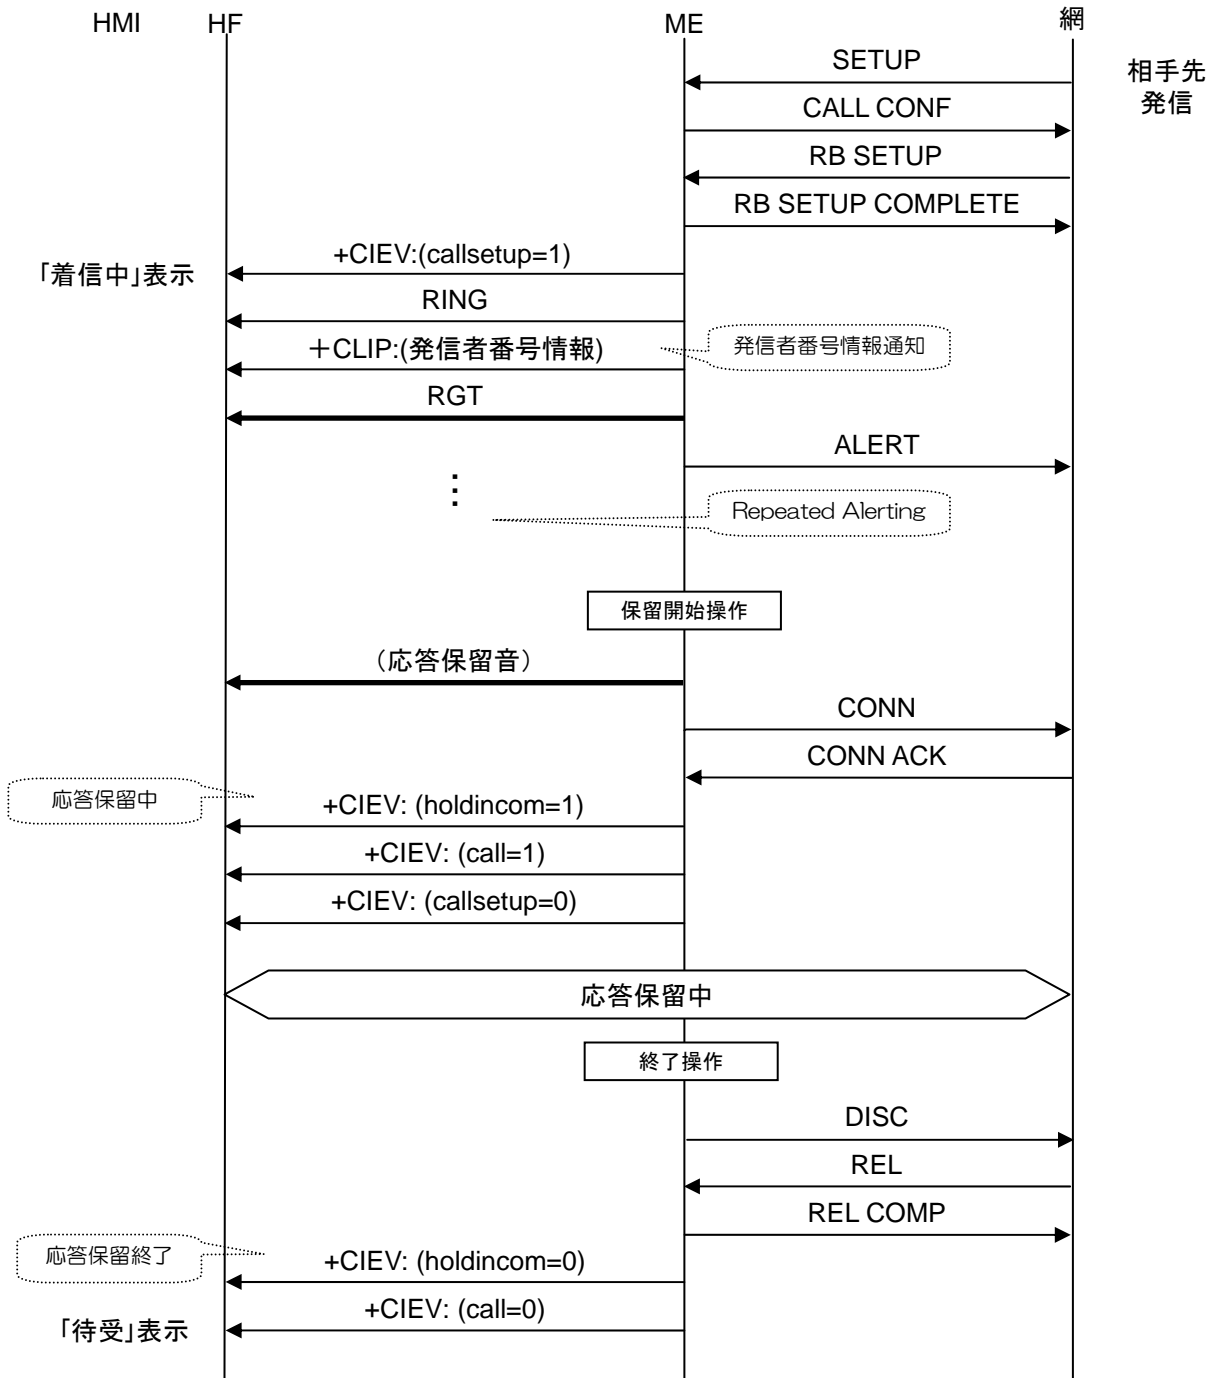 HMI HF ME 網
SETUP
相手先
発信
CALL CONF
RB SETUP
RB SETUP COMPLETE
+CIEV:(callsetup=1)
「着信中」表示
RING
+CLIP:(発信者番号情報)
発信者番号情報通知
RGT
ALERT
⋮
Repeated Alerting
保留開始操作
(応答保留音)
CONN
CONN ACK
応答保留中
+CIEV: (holdincom=1)
+CIEV: (call=1)
+CIEV: (callsetup=0)
応答保留中
終了操作
DISC
REL
REL COMP
応答保留終了
+CIEV: (holdincom=0)
+CIEV: (call=0)
「待受」表示